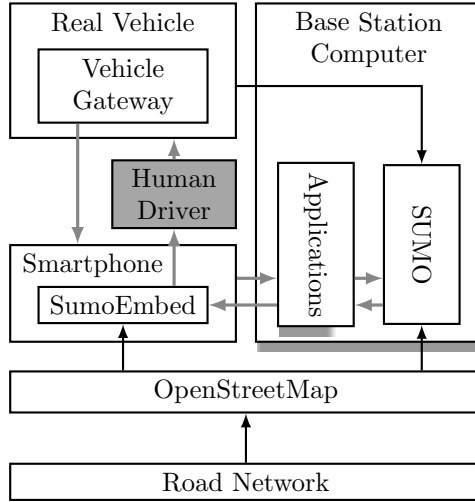 Real Vehicle
Vehicle
Gateway
Base Station
Computer
Human
Driver
Applications
SUMO
Smartphone
SumoEmbed
OpenStreetMap
Road Network